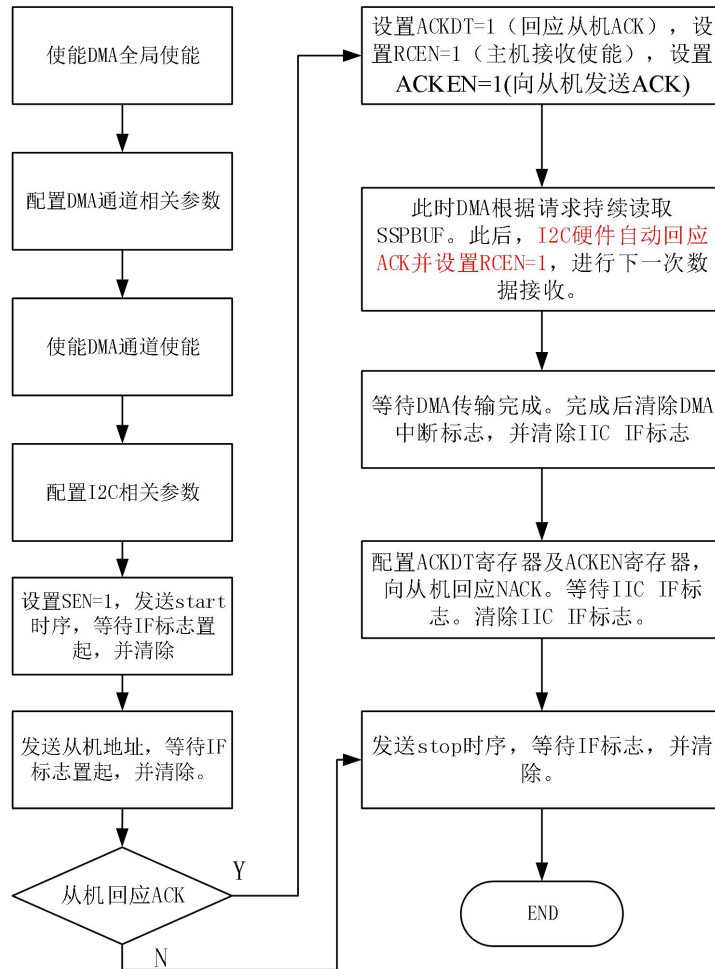 使能DMA全局使能
配置DMA通道相关参数
使能DMA通道使能
配置I2C相关参数
设置SEN=1，发送start
时序，等待IF标志置
起，并清除
发送从机地址，等待IF
标志置起，并清除。
从机回应ACK
Y
N
设置ACKDT=1（回应从机ACK），设
置RCEN=1（主机接收使能），设置
ACKEN=1(向从机发送ACK)
此时DMA根据请求持续读取
SSPBUF。此后，I2C硬件自动回应
ACK并设置RCEN=1，进行下一次数
据接收。
等待DMA传输完成。完成后清除DMA
中断标志，并清除IIC IF标志
配置ACKDT寄存器及ACKEN寄存器，
向从机回应NACK。等待IIC IF标
志。清除IIC IF标志。
发送stop时序，等待IF标志，并清
除。
END